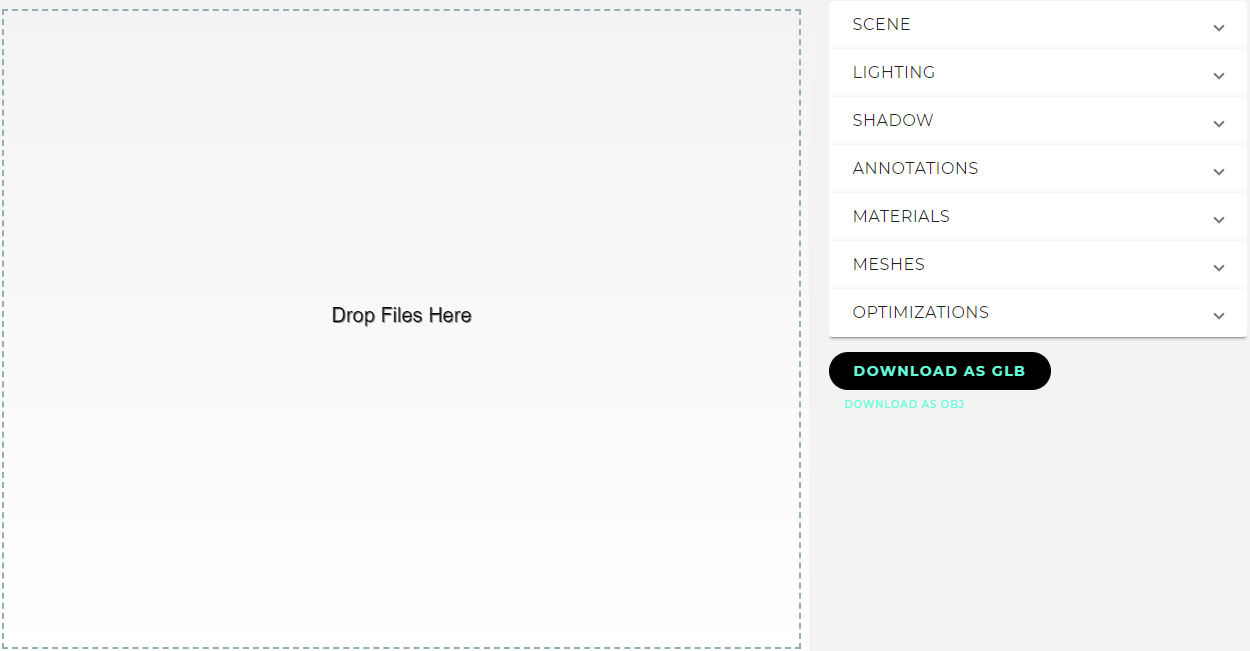 Drop Files Here
SCENE
LIGHTING
SHADOW
ANNOTATIONS
MATERIALS
MESHES
OPTIMIZATIONS
DOWNLOAD AS GLB
DOWNLOAD AS OBJ